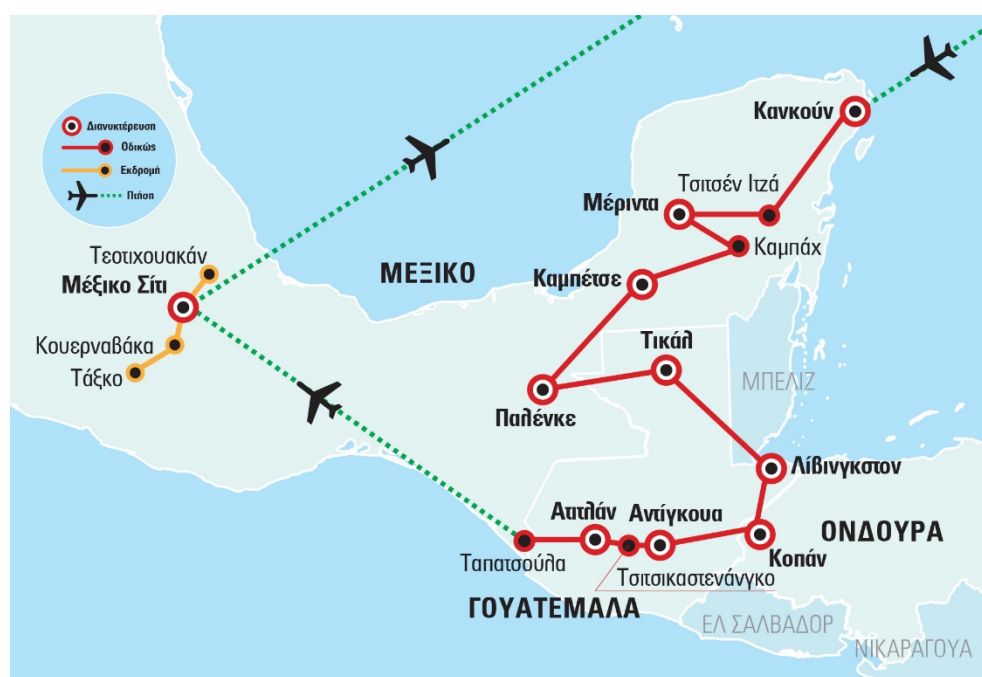 Διανυκτέρευση
Οδικώς
Εκδρομή
Πτήση
Κανκούν
Τσιτσέν Ιτζά
Μέριντα
Καμπάχ
Τεοτιχουακάν
ΜΕΞΙΚΟ
Καμπέτσε
Μέξικο Σίτι
Κουερναβάκα
Τάξκο
Τικάλ
ΜΠΕΛΙΖ
Παλένκε
Λίβινγκστον
Ατιτλάν
Αντίγκουα
ΟΝΔΟΥΡΑ
Κοπάν
Ταπατσούλα
Τσιτσικαστενάνγκο
ΓΟΥΑΤΕΜΑΛΑ
ΕΛ ΣΑΛΒΑΔΟΡ
ΝΙΚΑΡΑΓΟΥΑ